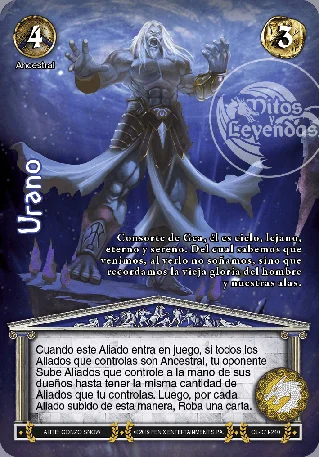 4
3
Ancestral
Mitos y
Leyendas
Urano
Consorte de Gea, él es cielo, lejano,
eterno y sereno. Del cual sabemos que
venimos, al verlo no soñamos, sino que
recordamos la vieja gloria del hombre
y nuestras alas.
Cuando este Aliado entra en juego, si todos los
Aliados que controlas son Ancestral, tu oponente
Sube Aliados que controle a la mano de sus
dueños hasta tener la misma cantidad de
Aliados que tu controlas. Luego, por cada
Aliado subido de esta manera, Roba una carta.